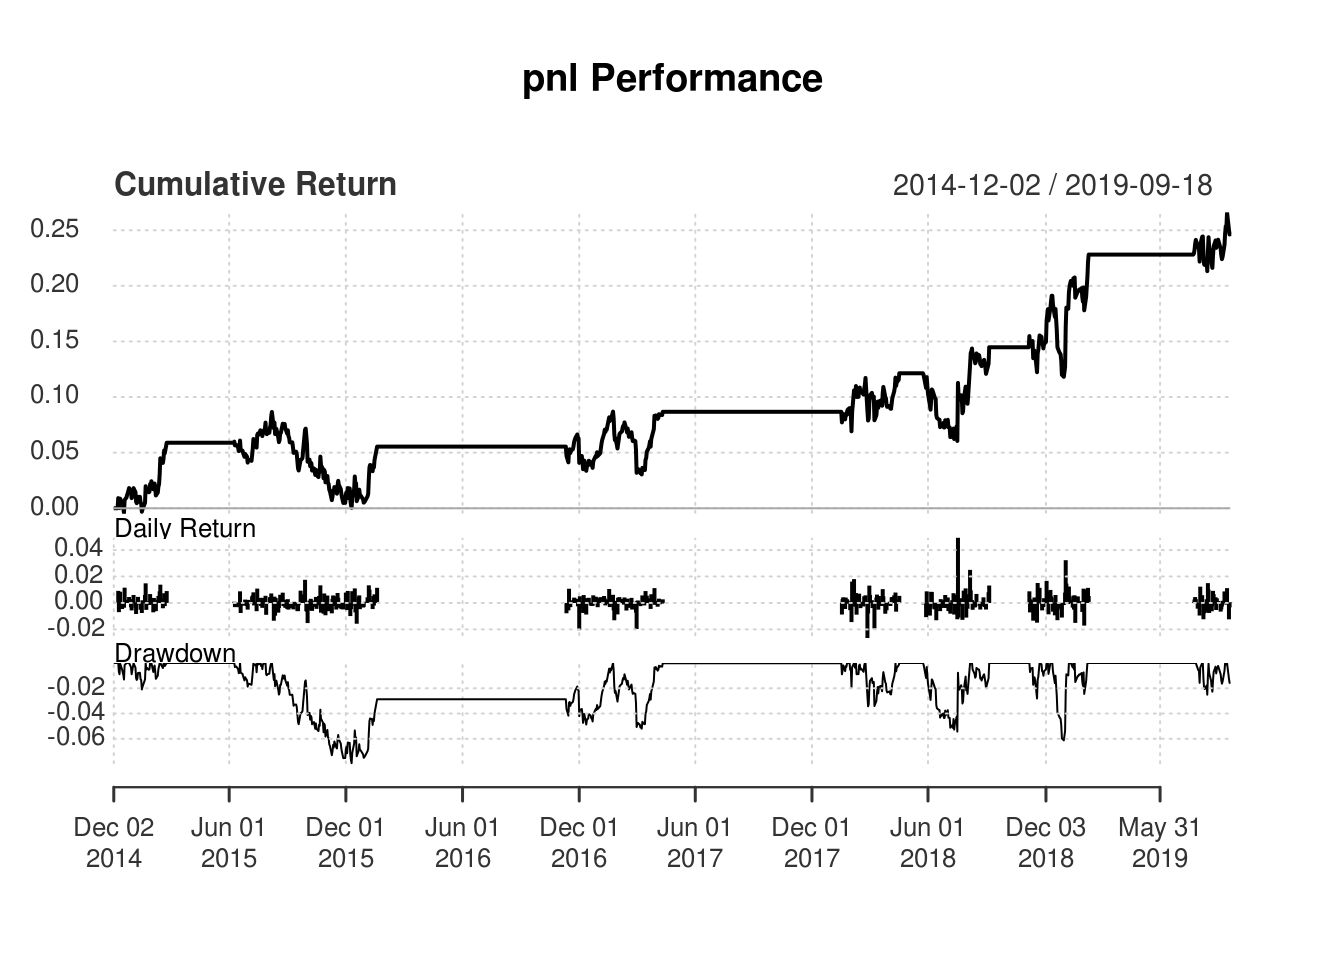 pnl Performance
Cumulative Return 2014-12-02 / 2019-09-18
0.25
0.20
0.15
0.10
0.05
0.00
Daily Return
0.04
0.02
0.00
-0.02
Drawdown
-0.02
-0.04
-0.06
Dec 02 Jun 01 Dec 01 Jun 01 Dec 01 Jun 01 Dec 01 Jun 01 Dec 03 May 31
2014 2015 2015 2016 2016 2017 2017 2018 2018 2019